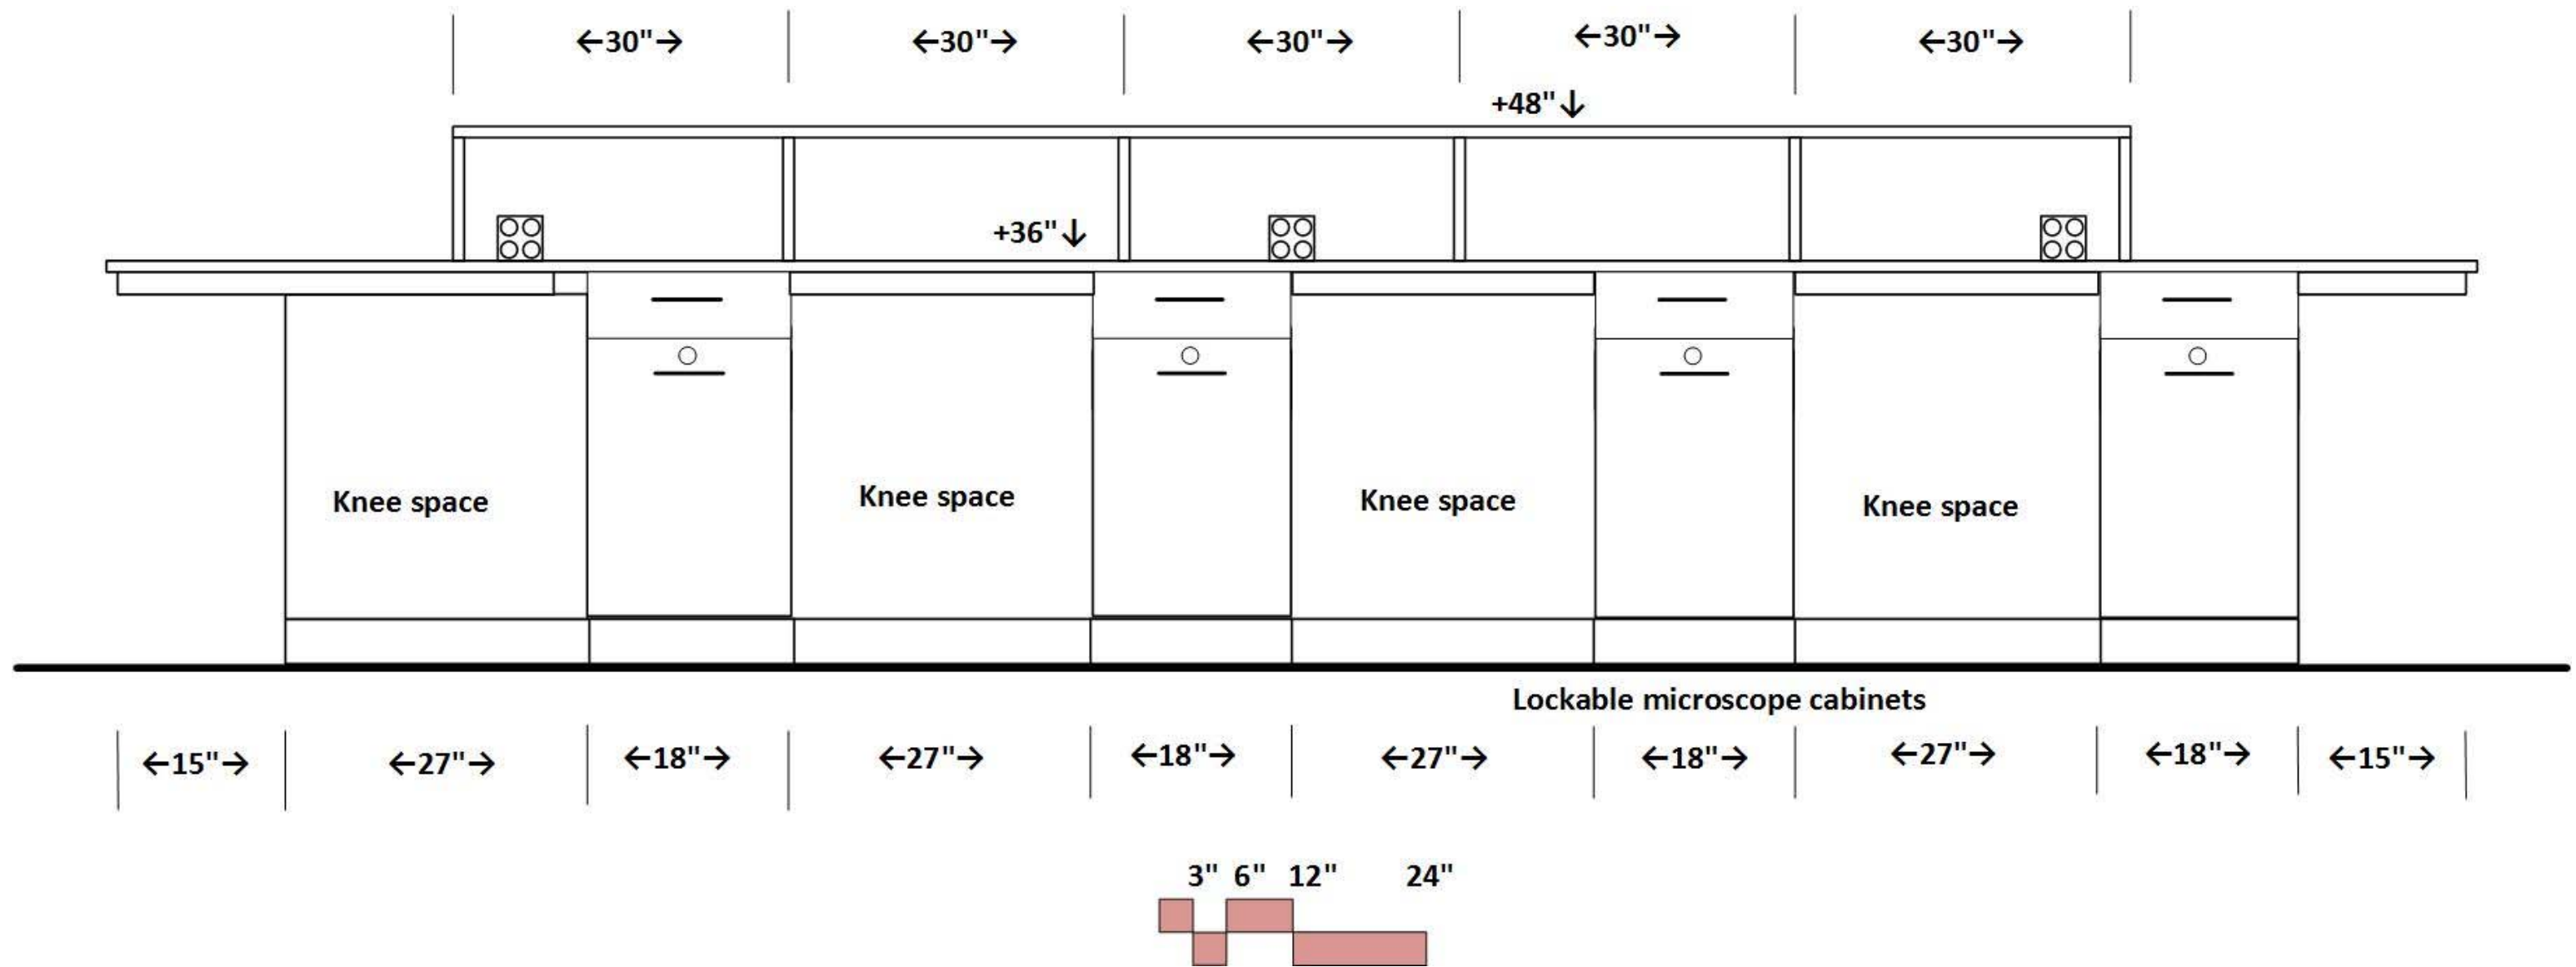 ←30"→ ←30"→ ←30"→ ←30"→ ←30"→
+48"↓
+36"↓
Knee space Knee space Knee space Knee space
Lockable microscope cabinets
←15"→ ←27"→ ←18"→ ←27"→ ←18"→ ←27"→ ←18"→ ←27"→ ←18"→ ←15"→
3" 6" 12" 24"